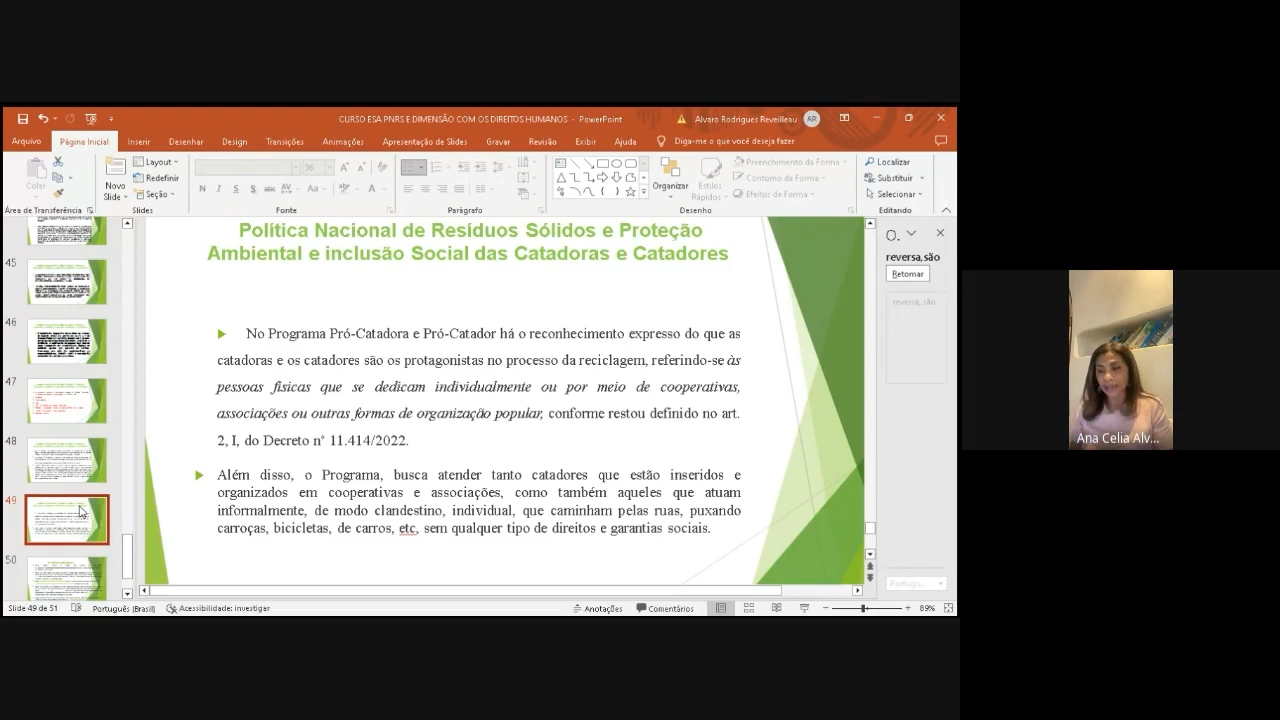 CURSO ESA PNRS E DIMENSÃO COM OS DIREITOS HUMANOS - PowerPoint
Alvaro Rodrigues Reveilleau AR
Arquivo Página Inicial Inserir Desenhar Design Transições Animações Apresentação de Slides Gravar Revisão Exibir Ajuda Diga-me o que você deseja fazer
Colar
Novo Slide
Layout
Redefinir
Seção
36
N I S S ab AV Aa A
Organizar
Estilos Rápidos
Preenchimento da Forma
Contorno da Forma
Efeitos de Forma
Localizar
Substituir
Selecionar
Área de Transferência Slides Fonte Parágrafo Desenho Editando
45
46
47
48
49
50
Política Nacional de Resíduos Sólidos e Proteção
Ambiental e inclusão Social das Catadoras e Catadores
No Programa Pró-Catadora e Pró-Catador há o reconhecimento expresso do que as
catadoras e os catadores são os protagonistas no processo da reciclagem, referindo-se às
pessoas físicas que se dedicam individualmente ou por meio de cooperativas,
associações ou outras formas de organização popular, conforme restou definido no art.
2, I, do Decreto nº 11.414/2022.
Além disso, o Programa, busca atender tanto catadores que estão inseridos e
organizados em cooperativas e associações, como também aqueles que atuam
informalmente, de modo clandestino, individual, que caminham pelas ruas, puxando
carroças, bicicletas, de carros, etc, sem qualquer tipo de direitos e garantias sociais.
O.
reversa,são
Retomar
reversa, são
Portugu...
Slide 49 de 51 Português (Brasil) Acessibilidade: investigar Anotações Comentários 89%
Ana Celia Alv...